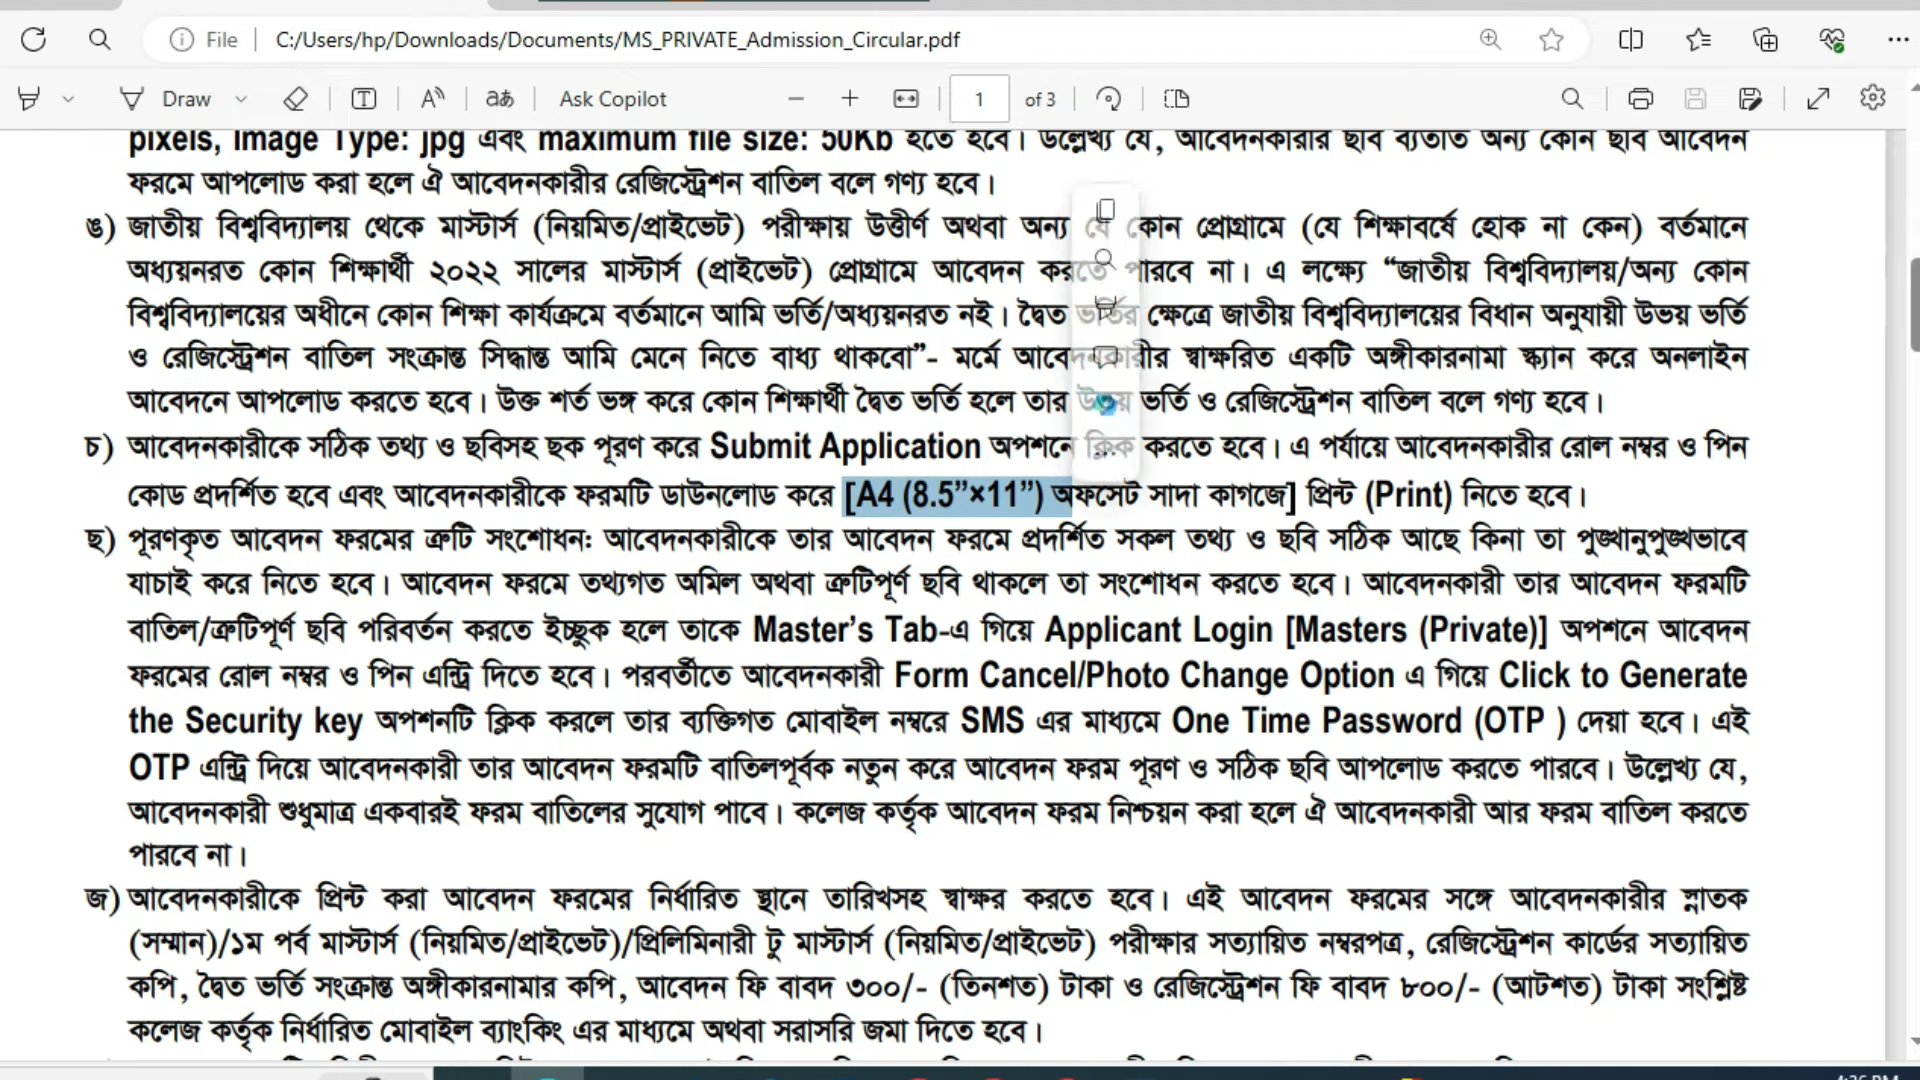 File C:/Users/hp/Downloads/Documents/MS_PRIVATE_Admission_Circular.pdf
Draw Ask Copilot 1 of 3
pixels, Image Type: jpg এবং maximum file size: 50Kb হতে হবে। উল্লেখ্য যে, আবেদনকারীর ছবি ব্যতীত অন্য কোন ছবি আবেদন
ফরমে আপলোড করা হলে ঐ আবেদনকারীর রেজিস্ট্রেশন বাতিল বলে গণ্য হবে।
ঙ) জাতীয় বিশ্ববিদ্যালয় থেকে মাস্টার্স (নিয়মিত/প্রাইভেট) পরীক্ষায় উত্তীর্ণ অথবা অন্য যে কোন প্রোগ্রামে (যে শিক্ষাবর্ষে হোক না কেন) বর্তমানে
অধ্যয়নরত কোন শিক্ষার্থী ২০২২ সালের মাস্টার্স (প্রাইভেট) প্রোগ্রামে আবেদন করতে পারবে না। এ লক্ষ্যে “জাতীয় বিশ্ববিদ্যালয়/অন্য কোন
বিশ্ববিদ্যালয়ের অধীনে কোন শিক্ষা কার্যক্রমে বর্তমানে আমি ভর্তি/অধ্যয়নরত নই। দ্বৈত ভর্তির ক্ষেত্রে জাতীয় বিশ্ববিদ্যালয়ের বিধান অনুযায়ী উভয় ভর্তি
ও রেজিস্ট্রেশন বাতিল সংক্রান্ত সিদ্ধান্ত আমি মেনে নিতে বাধ্য থাকবো”- মর্মে আবেদনকারীর স্বাক্ষরিত একটি অঙ্গীকারনামা স্ক্যান করে অনলাইন
আবেদনে আপলোড করতে হবে। উক্ত শর্ত ভঙ্গ করে কোন শিক্ষার্থী দ্বৈত ভর্তি হলে তার উভয় ভর্তি ও রেজিস্ট্রেশন বাতিল বলে গণ্য হবে।
চ) আবেদনকারীকে সঠিক তথ্য ও ছবিসহ ছক পূরণ করে Submit Application অপশনে ক্লিক করতে হবে। এ পর্যায়ে আবেদনকারীর রোল নম্বর ও পিন
কোড প্রদর্শিত হবে এবং আবেদনকারীকে ফরমটি ডাউনলোড করে [A4 (8.5”×11”) অফসেট সাদা কাগজে] প্রিন্ট (Print) নিতে হবে।
ছ) পূরণকৃত আবেদন ফরমের ত্রুটি সংশোধন: আবেদনকারীকে তার আবেদন ফরমে প্রদর্শিত সকল তথ্য ও ছবি সঠিক আছে কিনা তা পুঙ্খানুপুঙ্খভাবে
যাচাই করে নিতে হবে। আবেদন ফরমে তথ্যগত অমিল অথবা ত্রুটিপূর্ণ ছবি থাকলে তা সংশোধন করতে হবে। আবেদনকারী তার আবেদন ফরমটি
বাতিল/ত্রুটিপূর্ণ ছবি পরিবর্তন করতে ইচ্ছুক হলে তাকে Master’s Tab-এ গিয়ে Applicant Login [Masters (Private)] অপশনে আবেদন
ফরমের রোল নম্বর ও পিন এন্ট্রি দিতে হবে। পরবর্তীতে আবেদনকারী Form Cancel/Photo Change Option এ গিয়ে Click to Generate
the Security key অপশনটি ক্লিক করলে তার ব্যক্তিগত মোবাইল নম্বরে SMS এর মাধ্যমে One Time Password (OTP ) দেয়া হবে। এই
OTP এন্ট্রি দিয়ে আবেদনকারী তার আবেদন ফরমটি বাতিলপূর্বক নতুন করে আবেদন ফরম পূরণ ও সঠিক ছবি আপলোড করতে পারবে। উল্লেখ্য যে,
আবেদনকারী শুধুমাত্র একবারই ফরম বাতিলের সুযোগ পাবে। কলেজ কর্তৃক আবেদন ফরম নিশ্চয়ন করা হলে ঐ আবেদনকারী আর ফরম বাতিল করতে
পারবে না।
জ) আবেদনকারীকে প্রিন্ট করা আবেদন ফরমের নির্ধারিত স্থানে তারিখসহ স্বাক্ষর করতে হবে। এই আবেদন ফরমের সঙ্গে আবেদনকারীর স্নাতক
(সম্মান)/১ম পর্ব মাস্টার্স (নিয়মিত/প্রাইভেট)/প্রিলিমিনারী টু মাস্টার্স (নিয়মিত/প্রাইভেট) পরীক্ষার সত্যায়িত নম্বরপত্র, রেজিস্ট্রেশন কার্ডের সত্যায়িত
কপি, দ্বৈত ভর্তি সংক্রান্ত অঙ্গীকারনামার কপি, আবেদন ফি বাবদ ৩০০/- (তিনশত) টাকা ও রেজিস্ট্রেশন ফি বাবদ ৮০০/- (আটশত) টাকা সংশ্লিষ্ট
কলেজ কর্তৃক নির্ধারিত মোবাইল ব্যাংকিং এর মাধ্যমে অথবা সরাসরি জমা দিতে হবে।